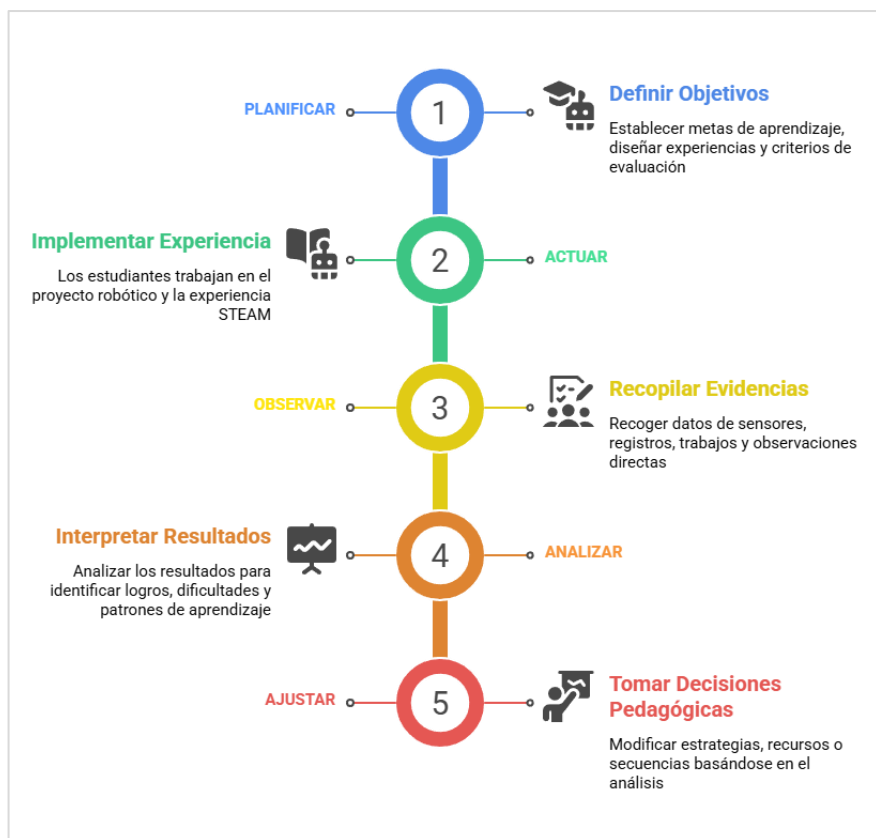 PLANIFICAR
1
Definir Objetivos
Establecer metas de aprendizaje,
diseñar experiencias y criterios de
evaluación
Implementar Experiencia
Los estudiantes trabajan en el
proyecto robótico y la experiencia
STEAM
2
ACTUAR
OBSERVAR
3
Recopilar Evidencias
Recoger datos de sensores,
registros, trabajos y observaciones
directas
Interpretar Resultados
Analizar los resultados para
identificar logros, dificultades y
patrones de aprendizaje
4
ANALIZAR
AJUSTAR
5
Tomar Decisiones
Pedagógicas
Modificar estrategias, recursos o
secuencias basándose en el
análisis